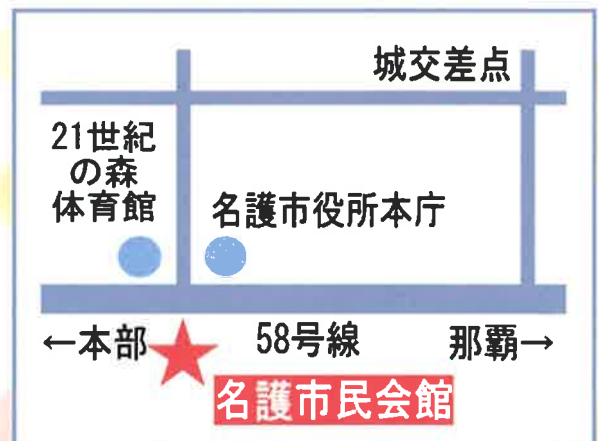 城交差点
21世紀
の森
体育館
名護市役所本庁
←本部
58号線
那覇→
名護市民会館